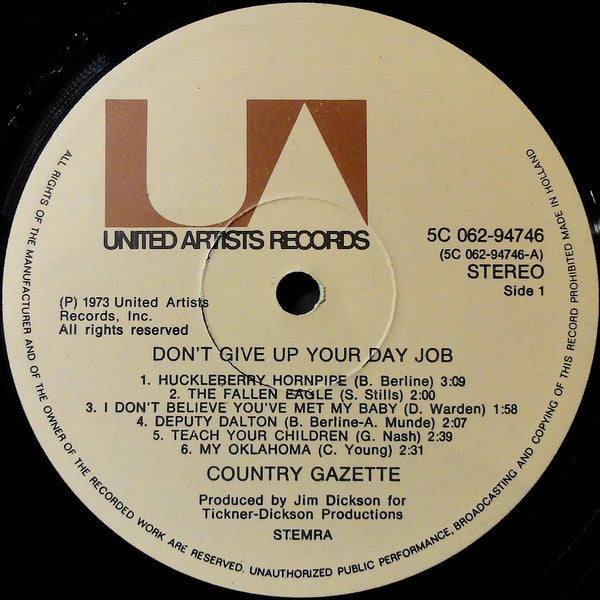 UA
UNITED ARTISTS RECORDS
5C 062-94746
(5C 062-94746-A)
STEREO
Side 1
(P) 1973 United Artists
Records, Inc.
All rights reserved
DON'T GIVE UP YOUR DAY JOB
1. HUCKLEBERRY HORNPIPE (B. Berline) 3:09
2. THE FALLEN EAGLE (S. Stills) 2:00
3. I DON'T BELIEVE YOU'VE MET MY BABY (D. Warden) 1:58
4. DEPUTY DALTON (B. Berline-A. Munde) 2:07
5. TEACH YOUR CHILDREN (G. Nash) 2:39
6. MY OKLAHOMA (C. Young) 2:31
COUNTRY GAZETTE
Produced by Jim Dickson for
Tickner-Dickson Productions
STEMRA
ALL RIGHTS OF THE MANUFACTURER AND OF THE OWNER OF THE RECORDED WORK ARE RESERVED. UNAUTHORIZED PUBLIC PERFORMANCE, BROADCASTING AND COPYING OF THIS RECORD PROHIBITED MADE IN HOLLAND